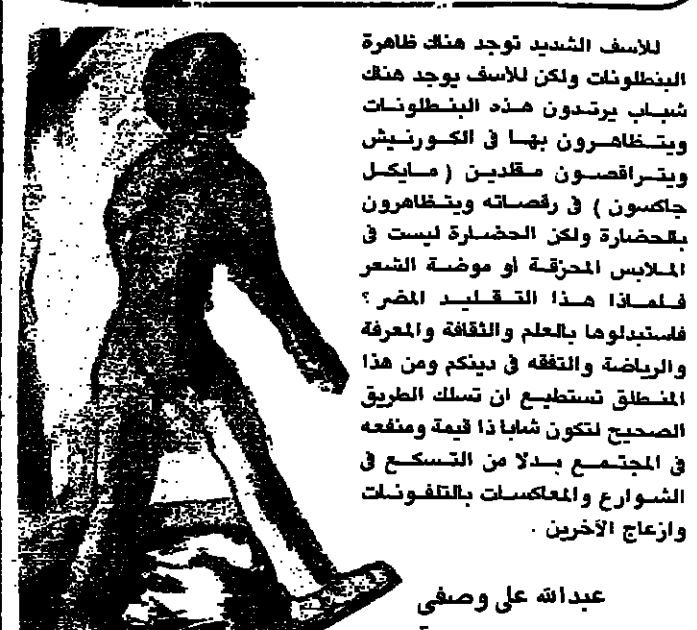 للأسف الشديد توجد هناك ظاهرة
البنطلونات ولكن للأسف يوجد هناك
شباب يرتدون هذه البنطلونات
ويتظاهرون بها في الكورنيش
ويتراقصون مقلدين ( مايكل
جاكسون ) في رقصاته ويتظاهرون
بالحضارة ولكن الحضارة ليست في
الملابس المحزقة أو موضة الشعر
فلماذا هذا التقليد المضر ؟
فاستبدلوها بالعلم والثقافة والمعرفة
والرياضة والتفقه في دينكم ومن هذا
المنطلق تستطيع ان تسلك الطريق
الصحيح لتكون شابا ذا قيمة ومنفعه
في المجتمع بدلا من التسكع في
الشوارع والمعاكسات بالتلفونات
وازعاج الآخرين .
عبدالله على وصفي